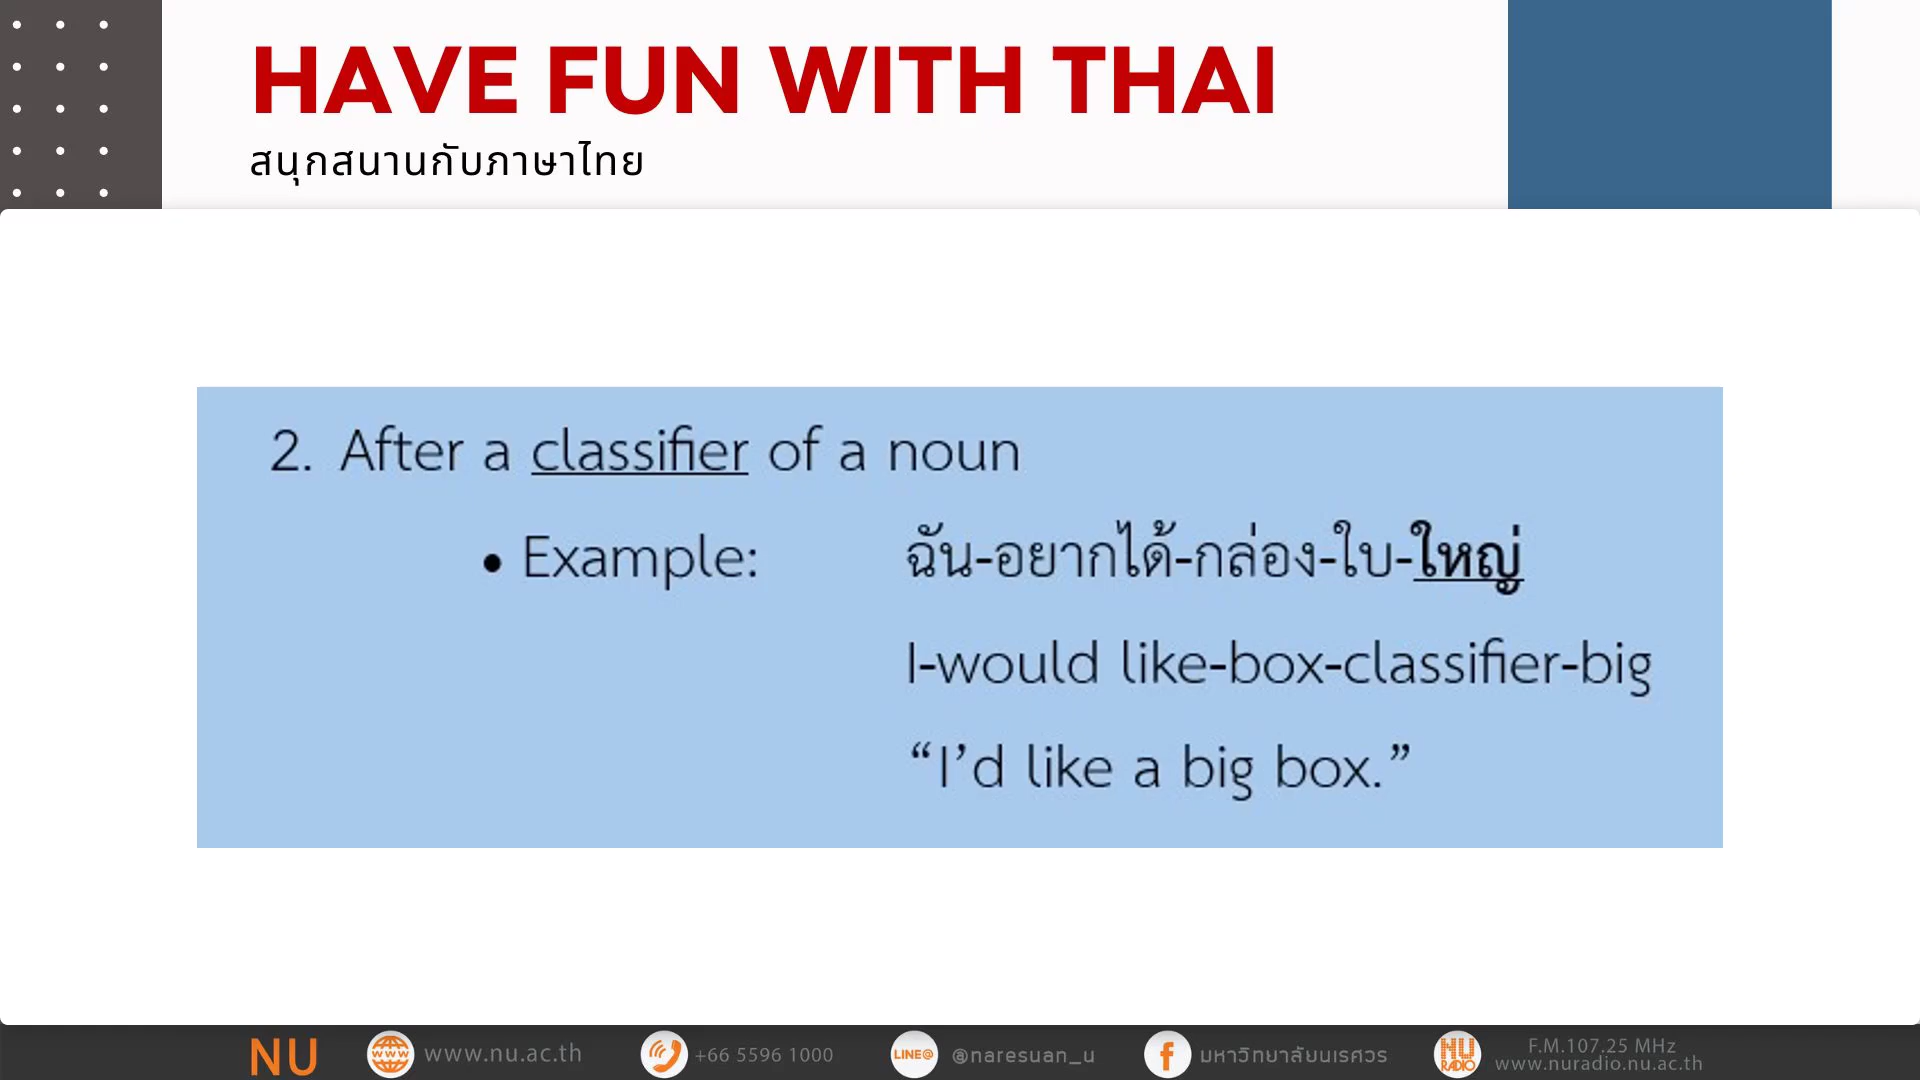 HAVE FUN WITH THAI
สนุกสนานกับภาษาไทย
2. After a classifier of a noun
• Example: ฉัน-อยากได้-กล่อง-ใบ-ใหญ่
I-would like-box-classifier-big
“I’d like a big box.”
NU www www.nu.ac.th +66 5596 1000 LINE@ @naresuan_u f มหาวิทยาลัยนเรศวร NU RADIO F.M.107.25 MHz
www.nuradio.nu.ac.th